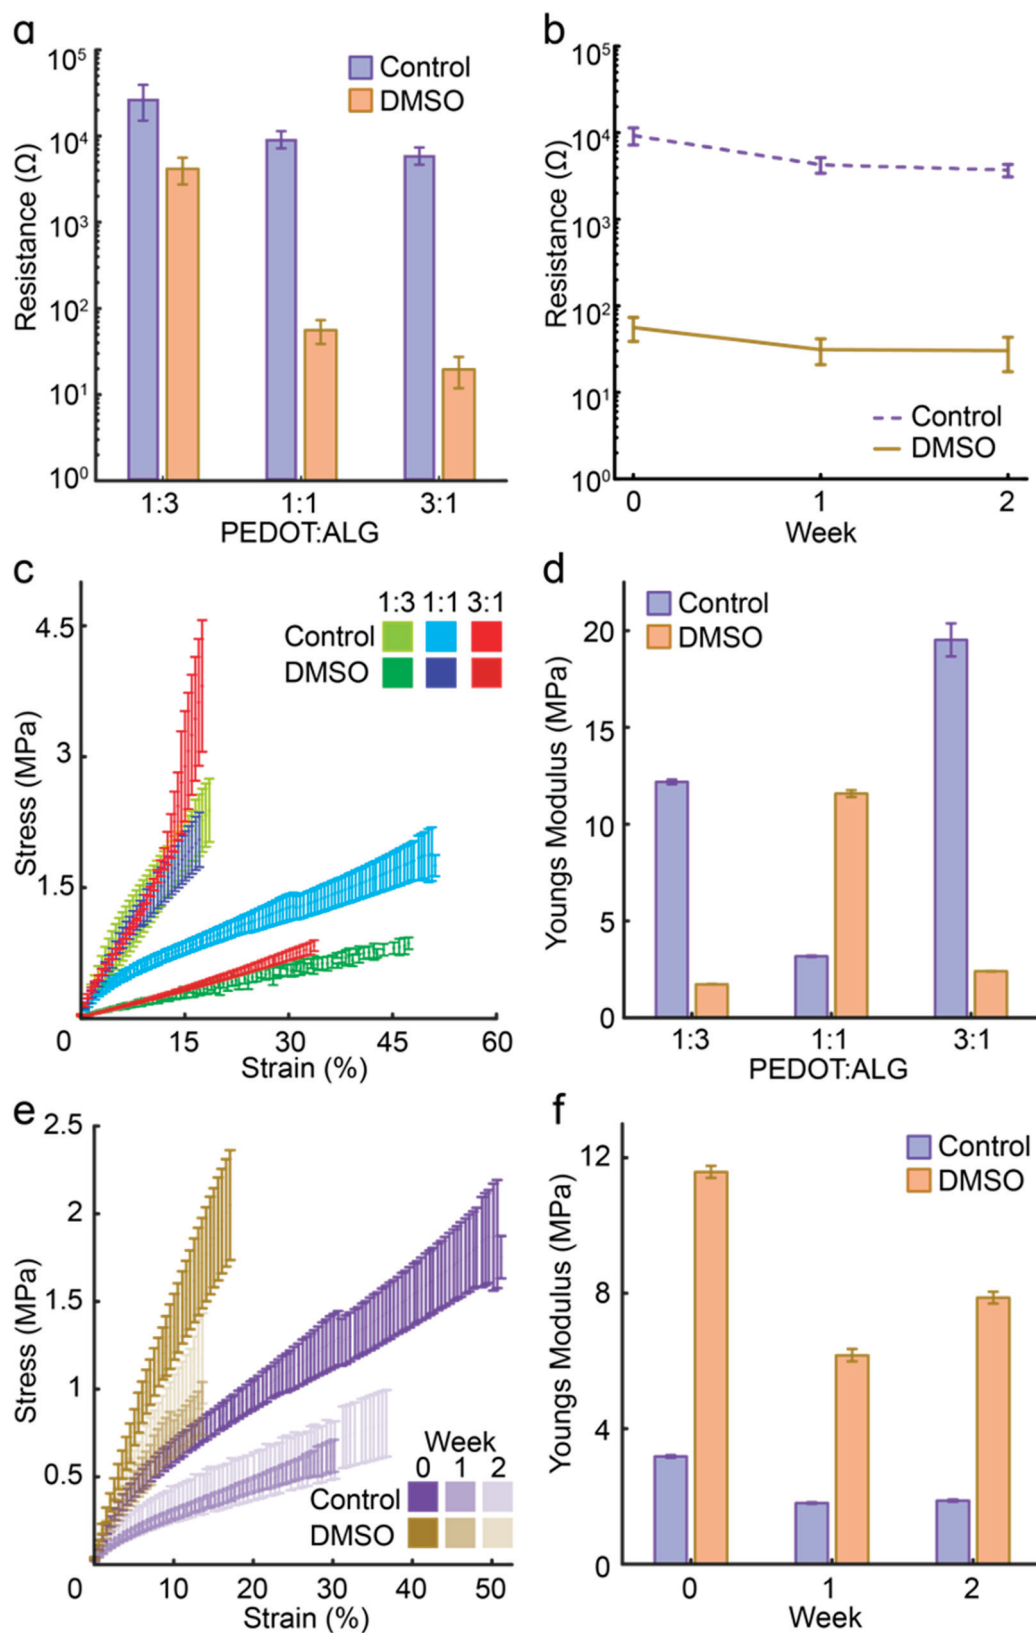 a
10⁵
10⁴
10³
10²
10¹
10⁰
Resistance (Ω)
Control
DMSO
1:3 1:1 3:1
PEDOT:ALG
b
10⁵
10⁴
10³
10²
10¹
10⁰
Resistance (Ω)
Control
DMSO
0 1 2
Week
c
4.5
3
1.5
Stress (MPa)
1:3 1:1 3:1
Control
DMSO
0 15 30 45 60
Strain (%)
d
20
15
10
5
0
Youngs Modulus (MPa)
Control
DMSO
1:3 1:1 3:1
PEDOT:ALG
e
2.5
2
1.5
1
0.5
Stress (MPa)
Week
0 1 2
Control
DMSO
0 10 20 30 40 50
Strain (%)
f
12
8
4
0
Youngs Modulus (MPa)
Control
DMSO
0 1 2
Week